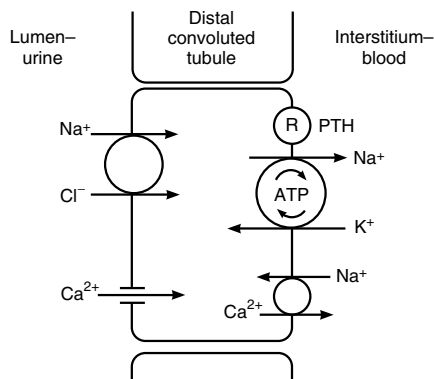 Lumen–
urine
Distal
convoluted
tubule
Interstitium–
blood
Na⁺
Cl⁻
Ca²⁺
R
PTH
Na⁺
ATP
K⁺
Na⁺
Ca²⁺